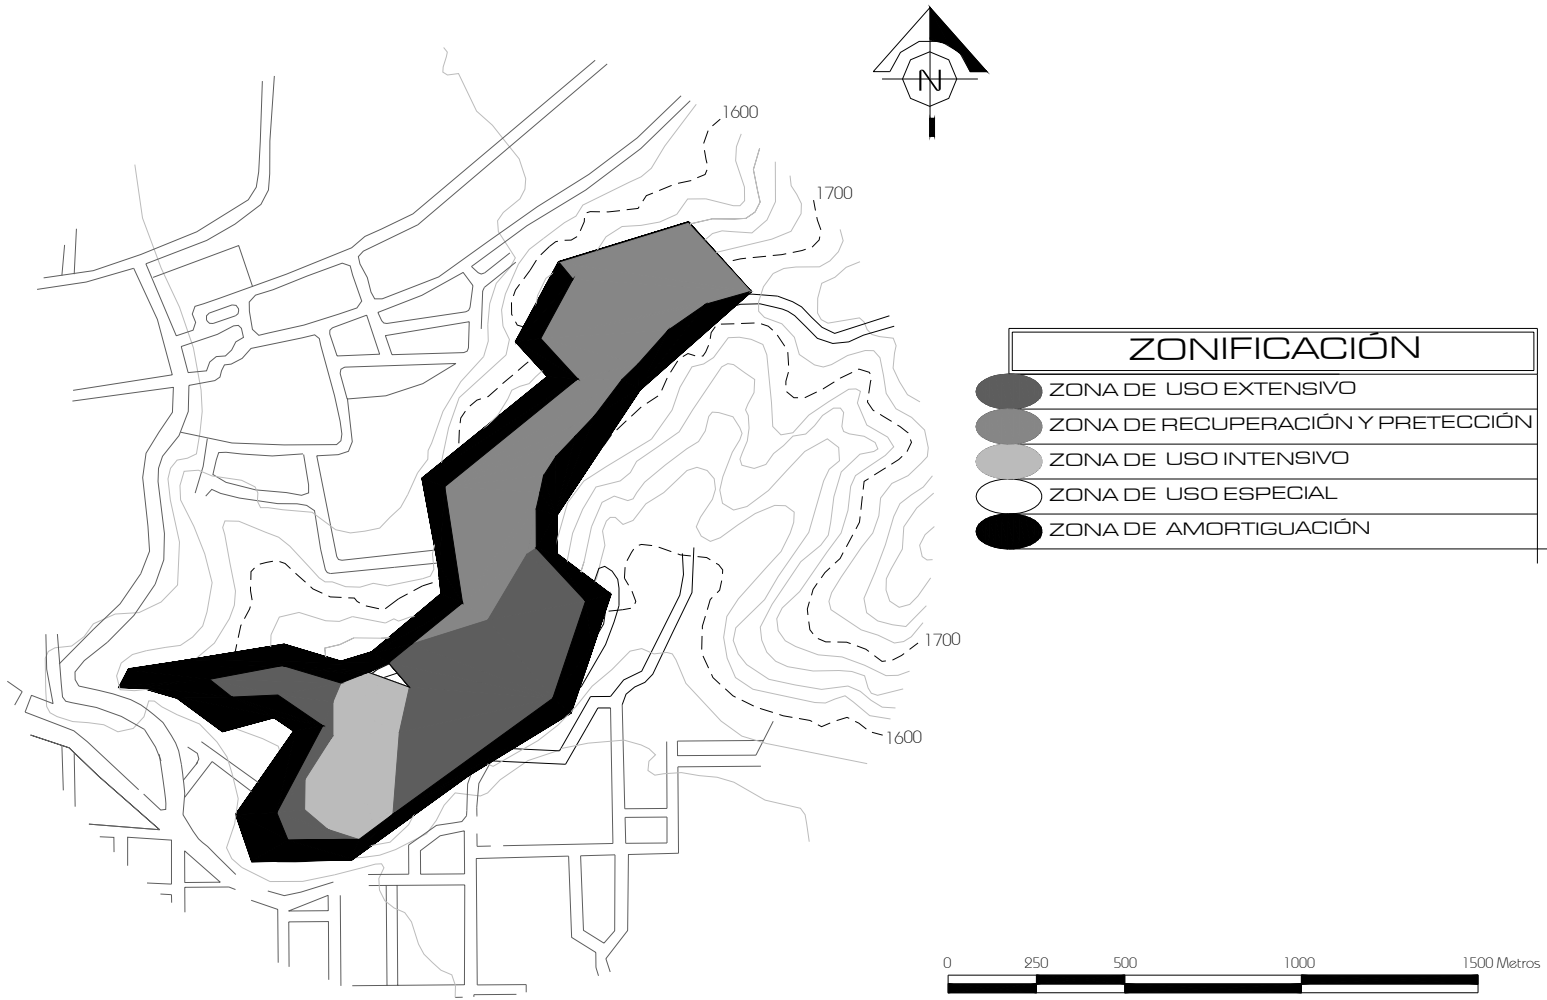 N
1600
1700
ZONIFICACIÓN
ZONA DE USO EXTENSIVO
ZONA DE RECUPERACIÓN Y PRETECCIÓN
ZONA DE USO INTENSIVO
ZONA DE USO ESPECIAL
ZONA DE AMORTIGUACIÓN
1700
1600
0 250 500 1000 1500 Metros